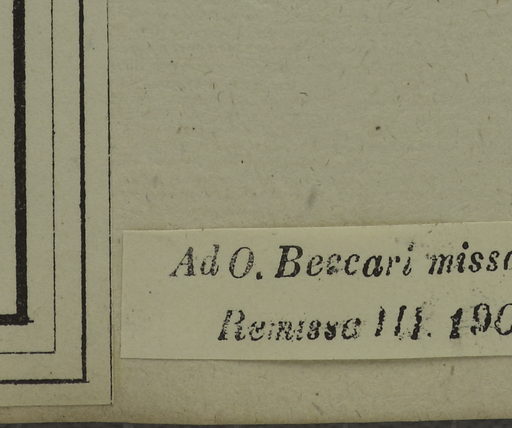 Ad O. Beccari missa
Remissa III. 190